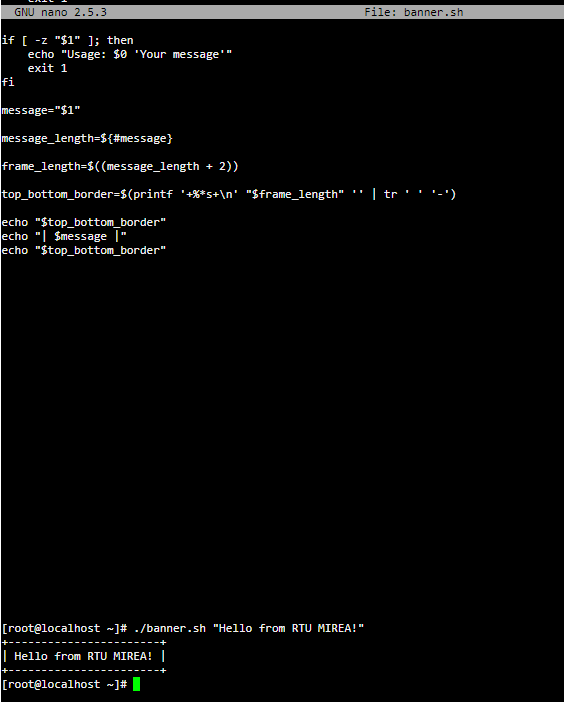 exit 1
GNU nano 2.5.3 File: banner.sh
if [ -z "$1" ]; then
    echo "Usage: $0 'Your message'"
    exit 1
fi
message="$1"
message_length=${#message}
frame_length=$((message_length + 2))
top_bottom_border=$(printf '+%*s+\n' "$frame_length" '' | tr ' ' '-')
echo "$top_bottom_border"
echo "| $message |"
echo "$top_bottom_border"
[root@localhost ~]# ./banner.sh "Hello from RTU MIREA!"
+-----------------------+
| Hello from RTU MIREA! |
+-----------------------+
[root@localhost ~]#